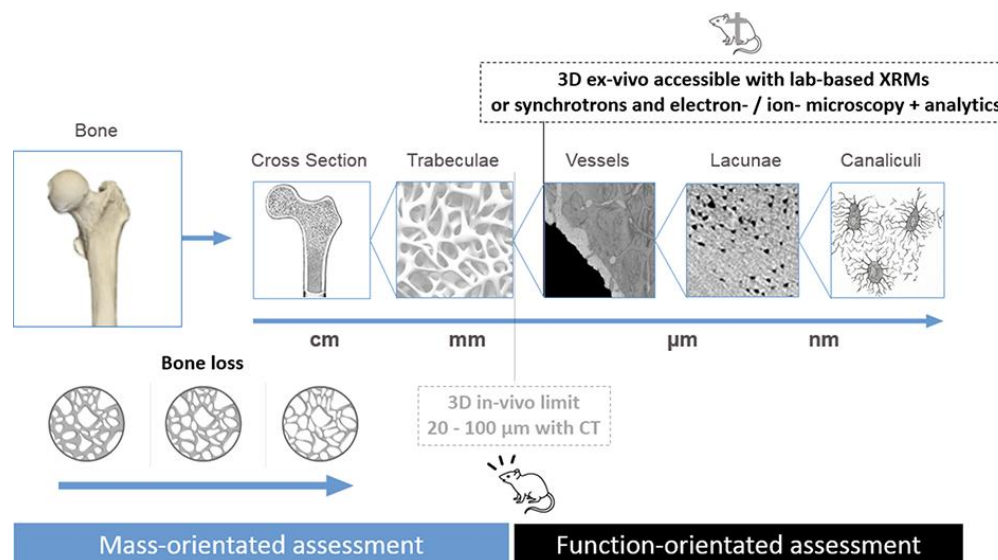 3D ex-vivo accessible with lab-based XRMs
or synchrotrons and electron- / ion- microscopy + analytics
Bone
Cross Section
Trabeculae
Vessels
Lacunae
Canaliculi
cm
mm
µm
nm
Bone loss
3D in-vivo limit
20 - 100 µm with CT
Mass-orientated assessment
Function-orientated assessment